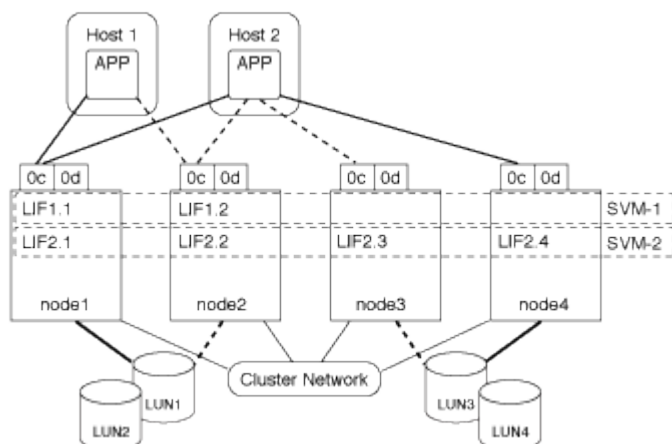 Host 1
Host 2
APP
APP
0c
0d
0c
0d
0c
0d
0c
0d
LIF1.1
LIF1.2
SVM-1
LIF2.1
LIF2.2
LIF2.3
LIF2.4
SVM-2
node1
node2
node3
node4
Cluster Network
LUN1
LUN3
LUN2
LUN4